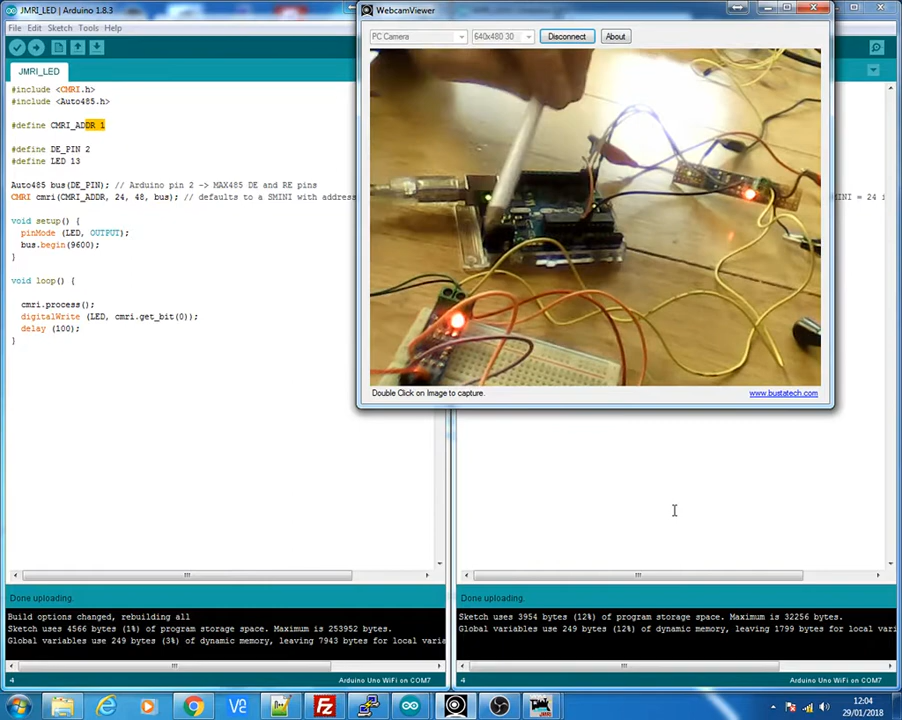 JMRI_LED | Arduino 1.8.3
File Edit Sketch Tools Help
JMRI_LED
#include <CMRI.h>
#include <Auto485.h>
#define CMRI_ADDR 1
#define DE_PIN 2
#define LED 13
Auto485 bus(DE_PIN); // Arduino pin 2 -> MAX485 DE and RE pins
CMRI cmri(CMRI_ADDR, 24, 48, bus); // defaults to a SMINI with address
void setup() {
pinMode (LED, OUTPUT);
bus.begin(9600);
}
void loop() {
cmri.process();
digitalWrite (LED, cmri.get_bit(0));
delay (100);
}
Done uploading.
Build options changed, rebuilding all
Sketch uses 4566 bytes (1%) of program storage space. Maximum is 253952 bytes.
Global variables use 249 bytes (3%) of dynamic memory, leaving 7943 bytes for local varia
4
Arduino Uno WiFi on COM7
WebcamViewer
PC Camera
640x480 30
Disconnect
About
Double Click on Image to capture.
www.bustatech.com
= 24 i
Done uploading.
Sketch uses 3954 bytes (12%) of program storage space. Maximum is 32256 bytes.
Global variables use 249 bytes (12%) of dynamic memory, leaving 1799 bytes for local vari
4
Arduino Uno WiFi on COM7
12:04
29/01/2018